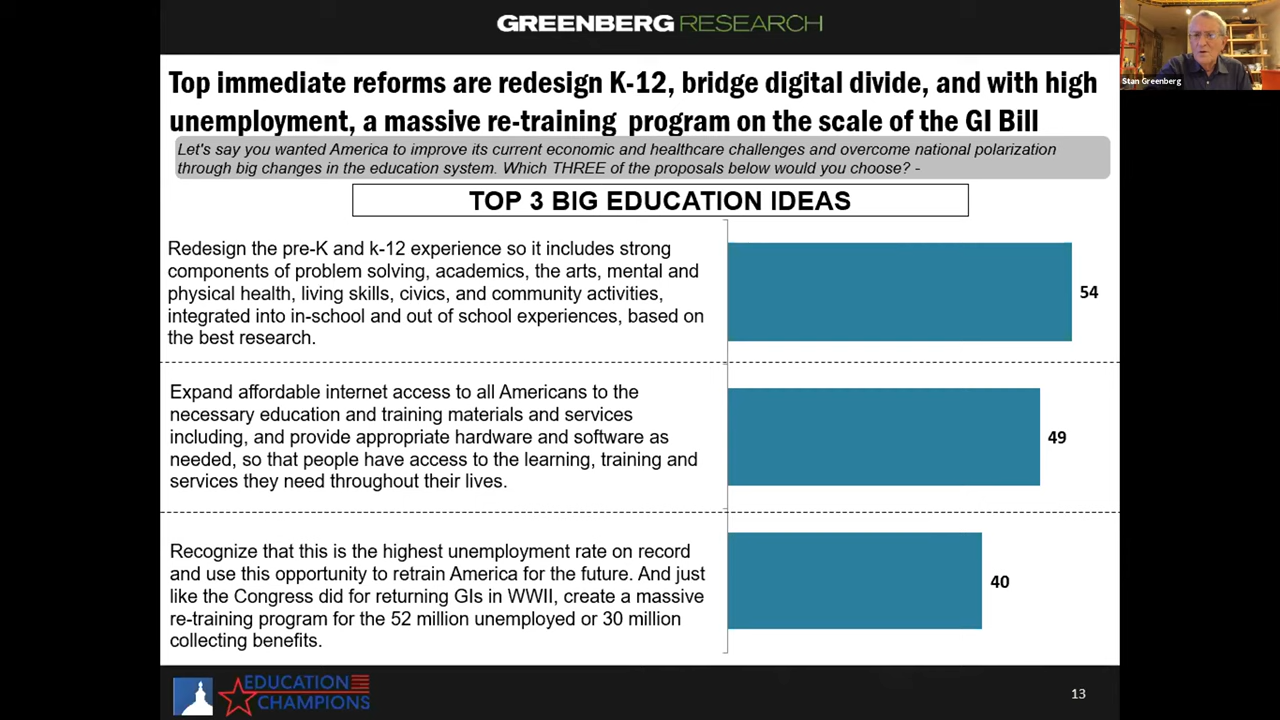 GREENBERG RESEARCH
Stan Greenberg
Top immediate reforms are redesign K-12, bridge digital divide, and with high
unemployment, a massive re-training program on the scale of the GI Bill
Let's say you wanted America to improve its current economic and healthcare challenges and overcome national polarization
through big changes in the education system. Which THREE of the proposals below would you choose? -
TOP 3 BIG EDUCATION IDEAS
Redesign the pre-K and k-12 experience so it includes strong
components of problem solving, academics, the arts, mental and
physical health, living skills, civics, and community activities,
integrated into in-school and out of school experiences, based on
the best research.
54
Expand affordable internet access to all Americans to the
necessary education and training materials and services
including, and provide appropriate hardware and software as
needed, so that people have access to the learning, training and
services they need throughout their lives.
49
Recognize that this is the highest unemployment rate on record
and use this opportunity to retrain America for the future. And just
like the Congress did for returning GIs in WWII, create a massive
re-training program for the 52 million unemployed or 30 million
collecting benefits.
40
EDUCATION
CHAMPIONS
13